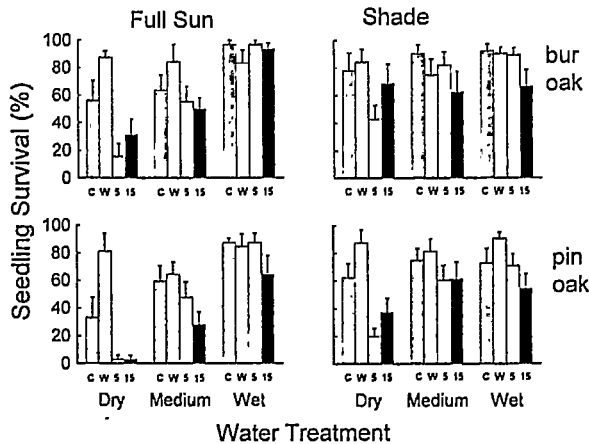 Full Sun Shade
100
80
60
40
20
0
bur
oak
C W 5 15 C W 5 15 C W 5 15 C W 5 15 C W 5 15 C W 5 15
Seedling Survival (%)
100
80
60
40
20
0
pin
oak
C W 5 15 C W 5 15 C W 5 15 C W 5 15 C W 5 15 C W 5 15
Dry Medium Wet Dry Medium Wet
Water Treatment